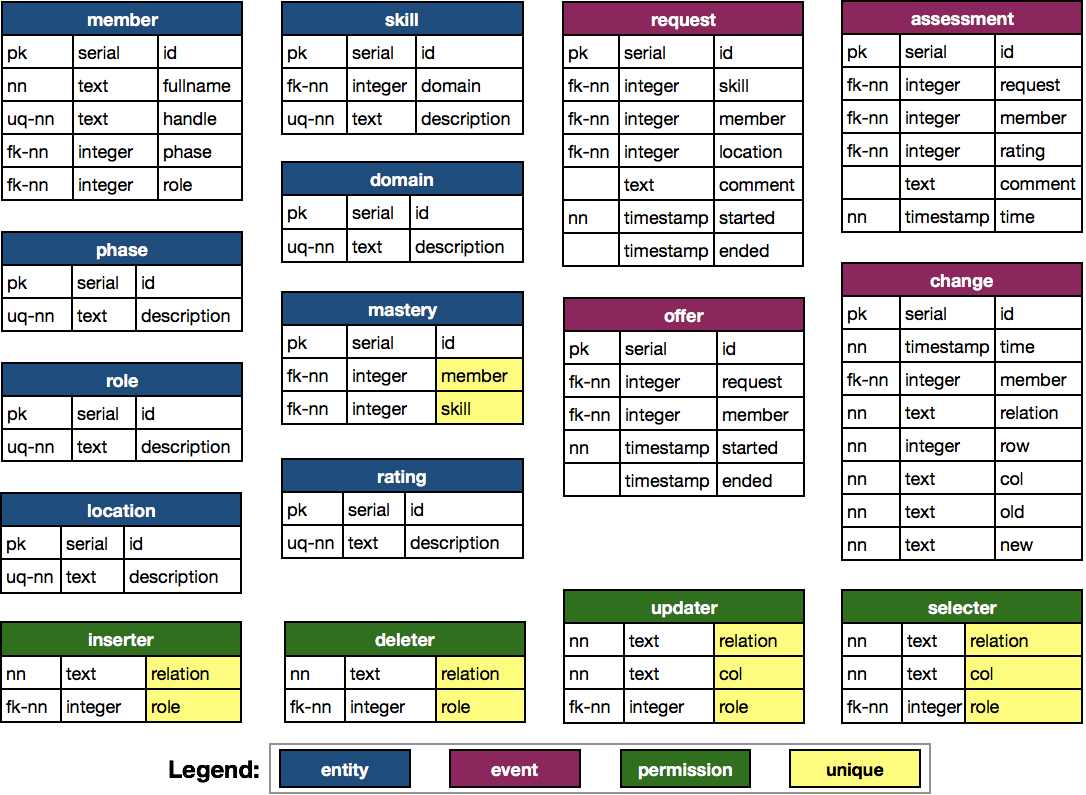 member
pk serial id
nn text fullname
uq-nn text handle
fk-nn integer phase
fk-nn integer role
phase
pk serial id
uq-nn text description
role
pk serial id
uq-nn text description
location
pk serial id
uq-nn text description
inserter
nn text relation
fk-nn integer role
skill
pk serial id
fk-nn integer domain
uq-nn text description
domain
pk serial id
uq-nn text description
mastery
pk serial id
fk-nn integer member
fk-nn integer skill
rating
pk serial id
uq-nn text description
deleter
nn text relation
fk-nn integer role
request
pk serial id
fk-nn integer skill
fk-nn integer member
fk-nn integer location
text comment
nn timestamp started
timestamp ended
offer
pk serial id
fk-nn integer request
fk-nn integer member
nn timestamp started
timestamp ended
updater
nn text relation
nn text col
fk-nn integer role
assessment
pk serial id
fk-nn integer request
fk-nn integer member
fk-nn integer rating
text comment
nn timestamp time
change
pk serial id
nn timestamp time
fk-nn integer member
nn text relation
nn integer row
nn text col
nn text old
nn text new
selecter
nn text relation
nn text col
fk-nn integer role
Legend: entity event permission unique